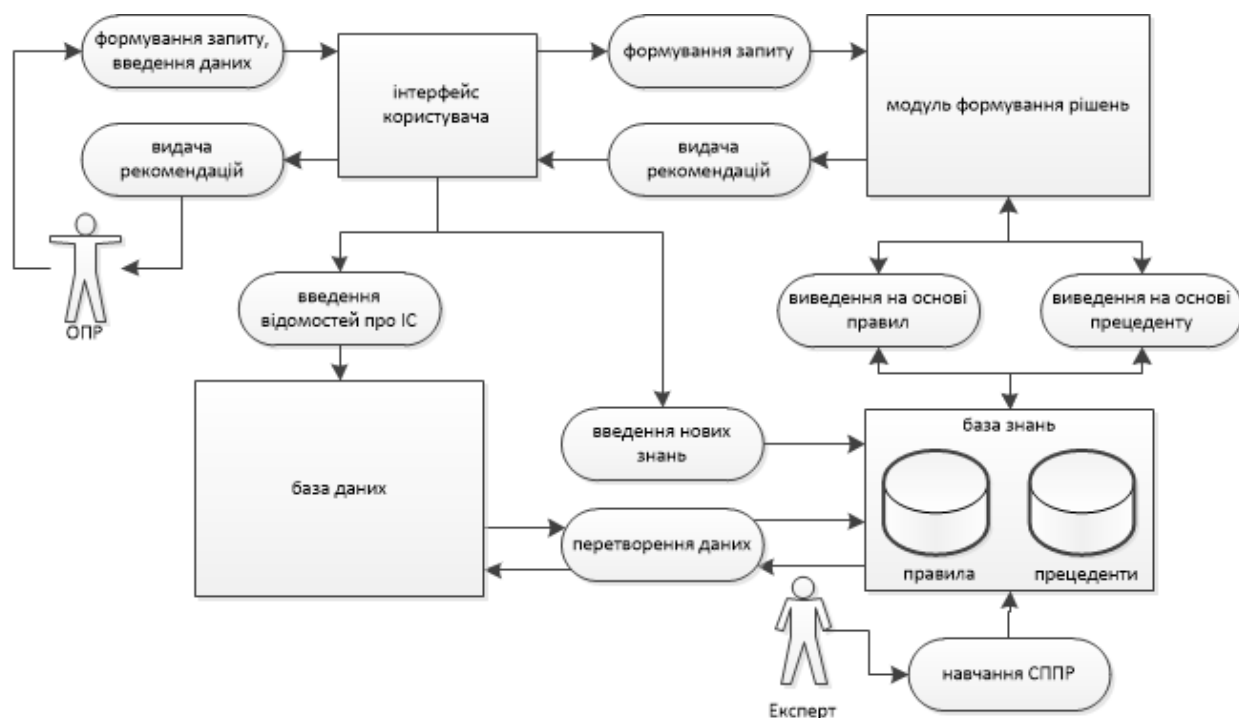 формування запиту,
введення даних
інтерфейс
користувача
формування запиту
модуль формування рішень
видача
рекомендацій
видача
рекомендацій
ОПР
введення
відомостей про ІС
виведення на основі
правил
виведення на основі
прецеденту
база даних
введення нових
знань
база знань
перетворення даних
правила
прецеденти
Експерт
навчання СППР